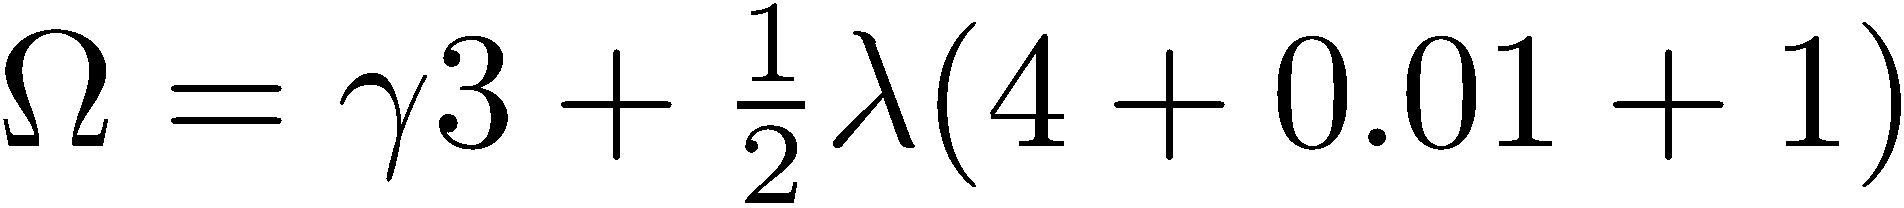 Ω = γ3 + ½λ(4 + 0.01 + 1)